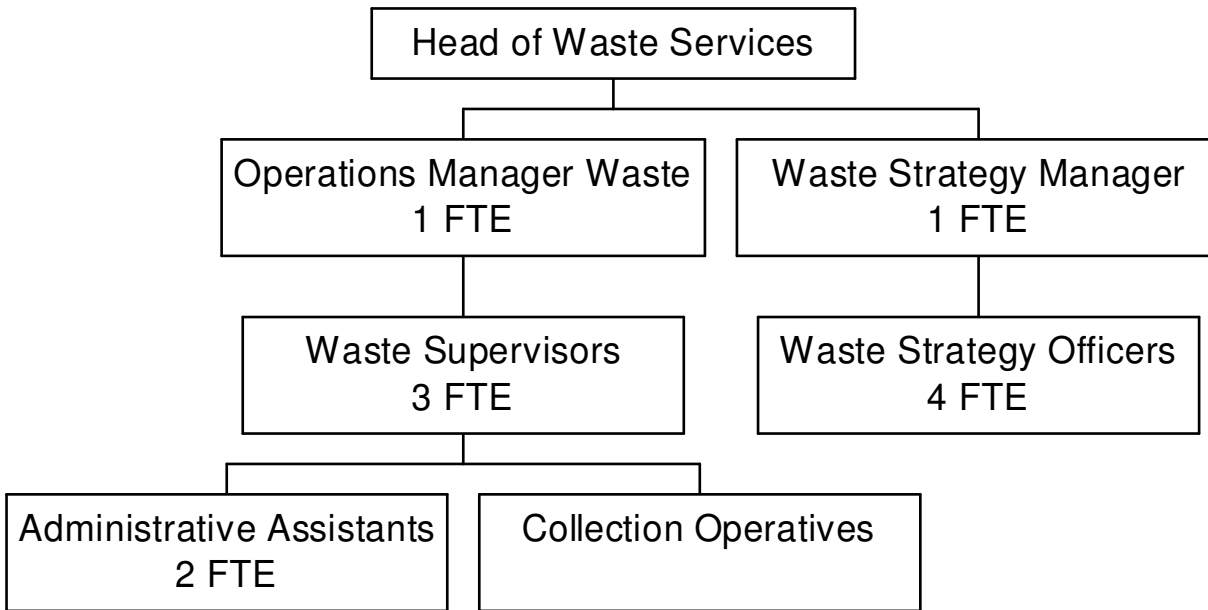 Head of Waste Services
Operations Manager Waste
1 FTE
Waste Strategy Manager
1 FTE
Waste Supervisors
3 FTE
Waste Strategy Officers
4 FTE
Administrative Assistants
2 FTE
Collection Operatives